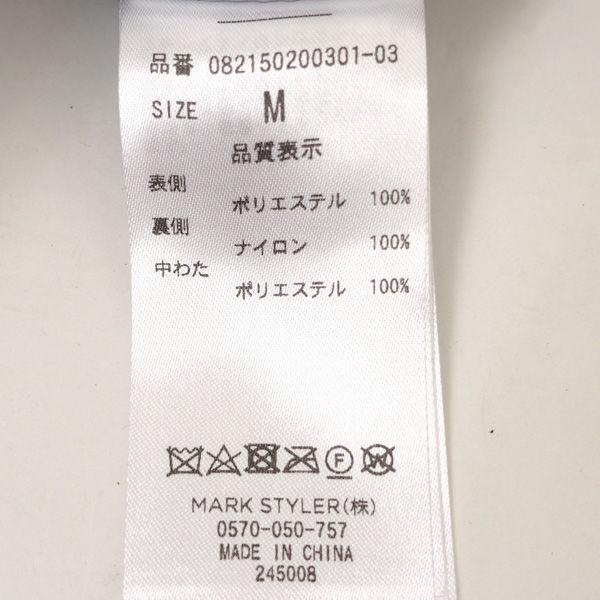 品番 082150200301-03
SIZE M
品質表示
表側 ポリエステル 100%
裏側 ナイロン 100%
中わた ポリエステル 100%
F W
MARK STYLER(株)
0570-050-757
MADE IN CHINA
245008